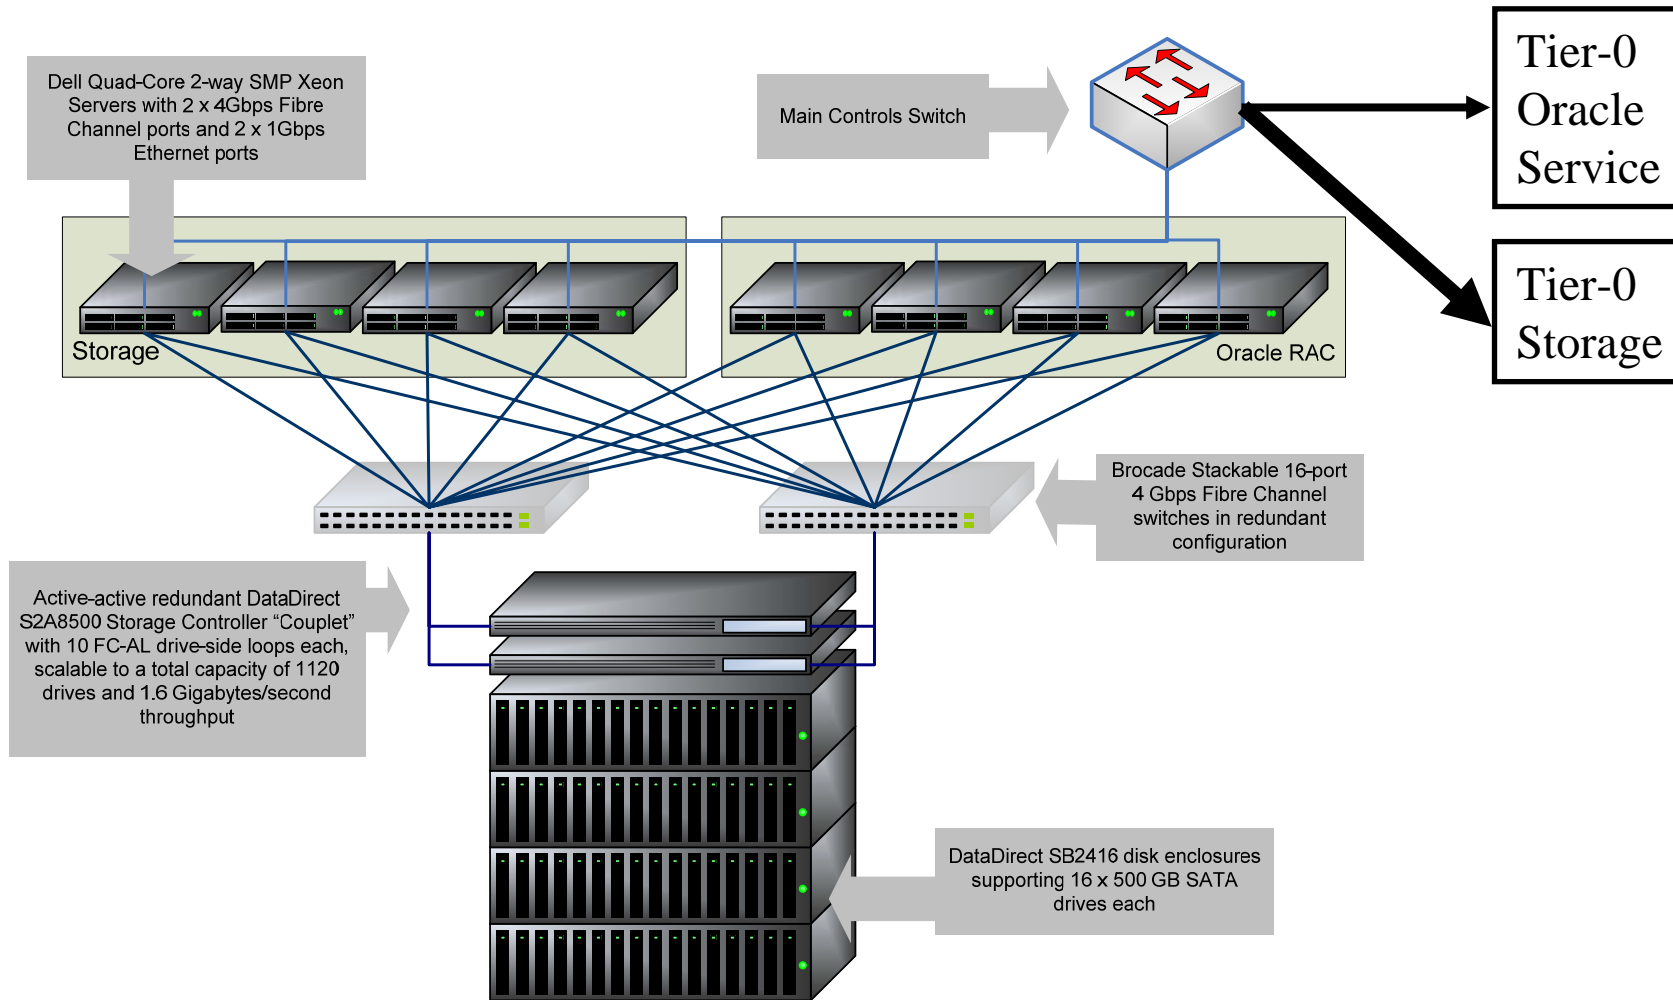 Dell Quad-Core 2-way SMP Xeon
Servers with 2 x 4Gbps Fibre
Channel ports and 2 x 1Gbps
Ethernet ports
Main Controls Switch
Tier-0
Oracle
Service
Tier-0
Storage
Storage
Oracle RAC
Brocade Stackable 16-port
4 Gbps Fibre Channel
switches in redundant
configuration
Active-active redundant DataDirect
S2A8500 Storage Controller “Couplet”
with 10 FC-AL drive-side loops each,
scalable to a total capacity of 1120
drives and 1.6 Gigabytes/second
throughput
DataDirect SB2416 disk enclosures
supporting 16 x 500 GB SATA
drives each